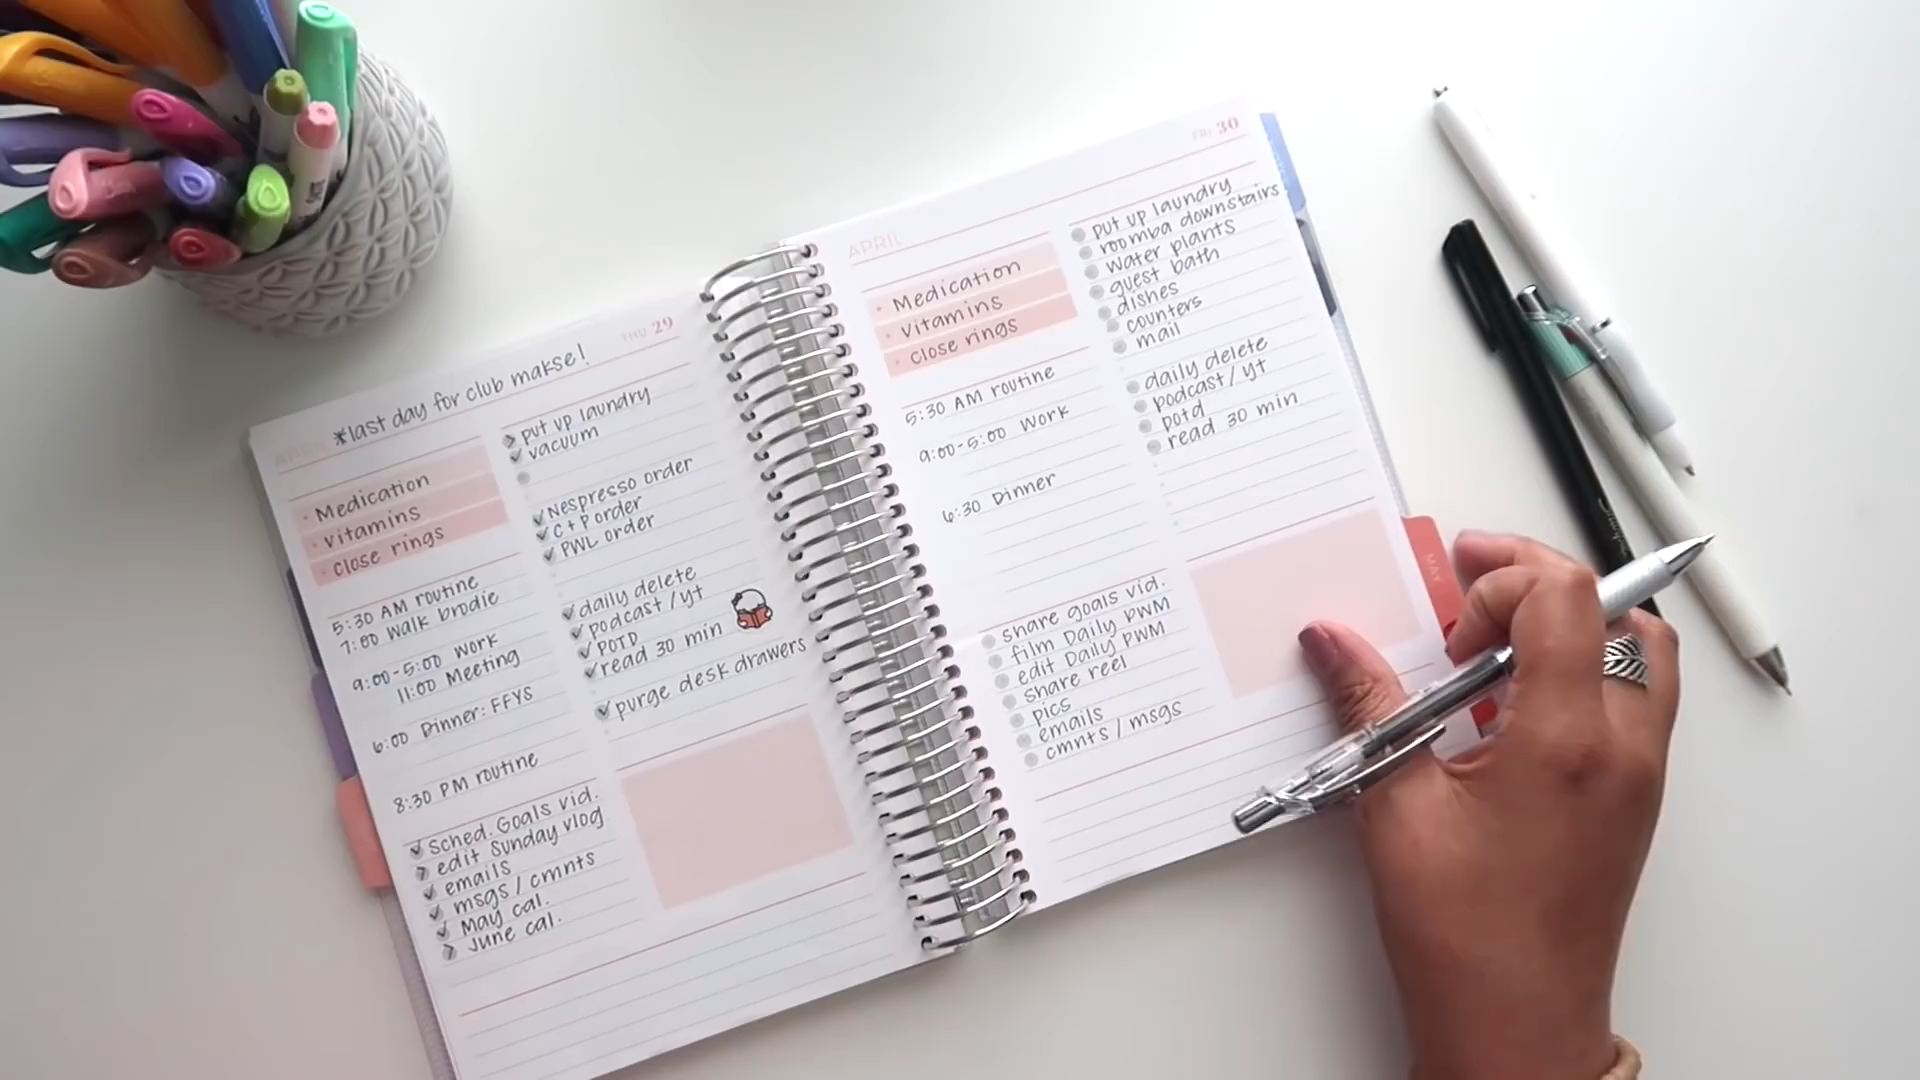 THU 29
APRIL *last day for club makse!
Medication
Vitamins
close rings
5:30 AM routine
7:00 walk brodie
9:00-5:00 work
11:00 Meeting
6:00 Dinner: FFYS
8:30 PM routine
sched. Goals vid.
edit Sunday vlog
emails
msgs / cmnts
May cal.
June cal.
put up laundry
vacuum
Nespresso order
C+P order
PWL order
daily delete
podcast / yt
POTD
read 30 min
purge desk drawers
FRI 30
APRIL
Medication
Vitamins
close rings
5:30 AM routine
9:00-5:00 work
6:30 Dinner
share goals vid.
film Daily PWM
edit Daily PWM
share reel
pics
emails
cmnts / msgs
put up laundry
roomba downstairs
water plants
guest bath
dishes
counters
mail
daily delete
podcast / yt
potd
read 30 min
MAY